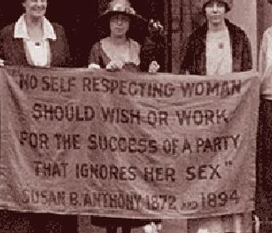 "NO SELF RESPECTING WOMAN
SHOULD WISH OR WORK
FOR THE SUCCESS OF A PARTY
THAT IGNORES HER SEX"
SUSAN B. ANTHONY 1872 AND 1894